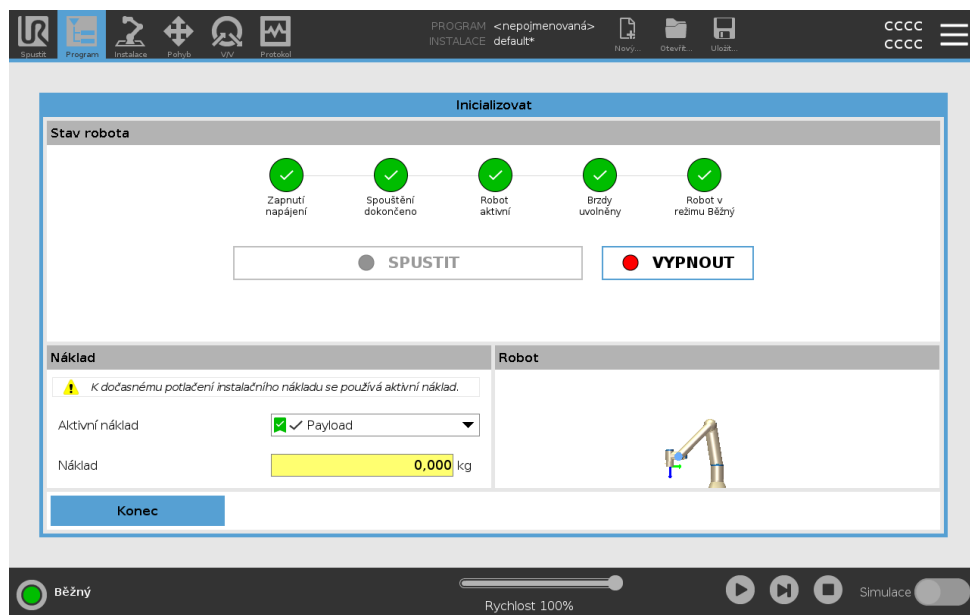 PROGRAM <nepojmenovaná>
INSTALACE default*
CCCC
CCCC
Spustit Program Instalace Pohyb V/V Protokol Nový... Otevřít... Uložit...
Inicializovat
Stav robota
Zapnutí napájení
Spouštění dokončeno
Robot aktivní
Brzdy uvolněny
Robot v režimu Běžný
SPUSTIT
VYPNOUT
Náklad
Robot
K dočasnému potlačení instalačního nákladu se používá aktivní náklad.
Aktivní náklad Payload
Náklad 0,000 kg
Konec
Běžný
Rychlost 100%
Simulace